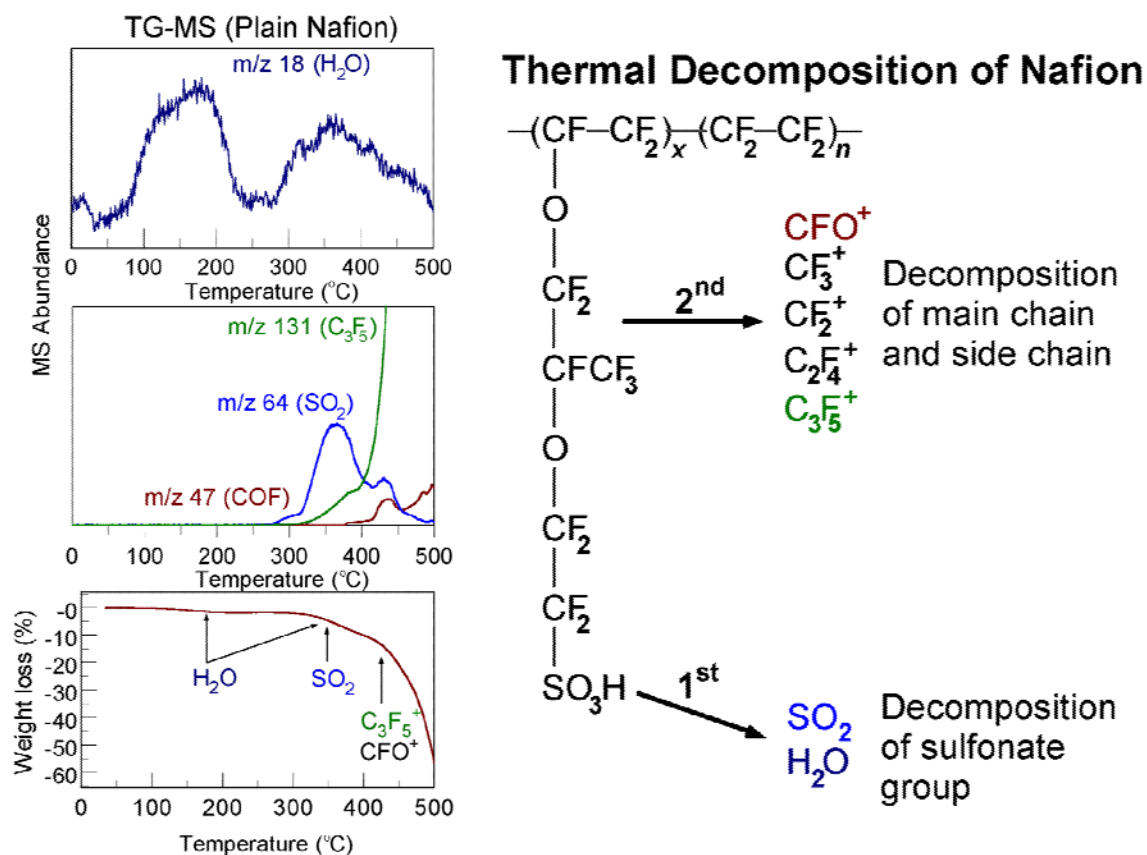 TG-MS (Plain Nafion)
m/z 18 (H₂O)
0 100 200 300 400 500
Temperature (°C)
MS Abundance
m/z 131 (C₃F₅)
m/z 64 (SO₂)
m/z 47 (COF)
0 100 200 300 400 500
Temperature (°C)
Weight loss (%)
-0
-10
-20
-30
-40
-50
-60
H₂O
SO₂
C₃F₅⁺
CFO⁺
0 100 200 300 400 500
Temperature (°C)
Thermal Decomposition of Nafion
—(CF—CF₂)ₓ—(CF₂—CF₂)ₙ—
O
CF₂
CFCF₃
O
CF₂
CF₂
SO₃H
2nd
CFO⁺
CF₃⁺
CF₂⁺
C₂F₄⁺
C₃F₅⁺
Decomposition
of main chain
and side chain
1st
SO₂
H₂O
Decomposition
of sulfonate
group